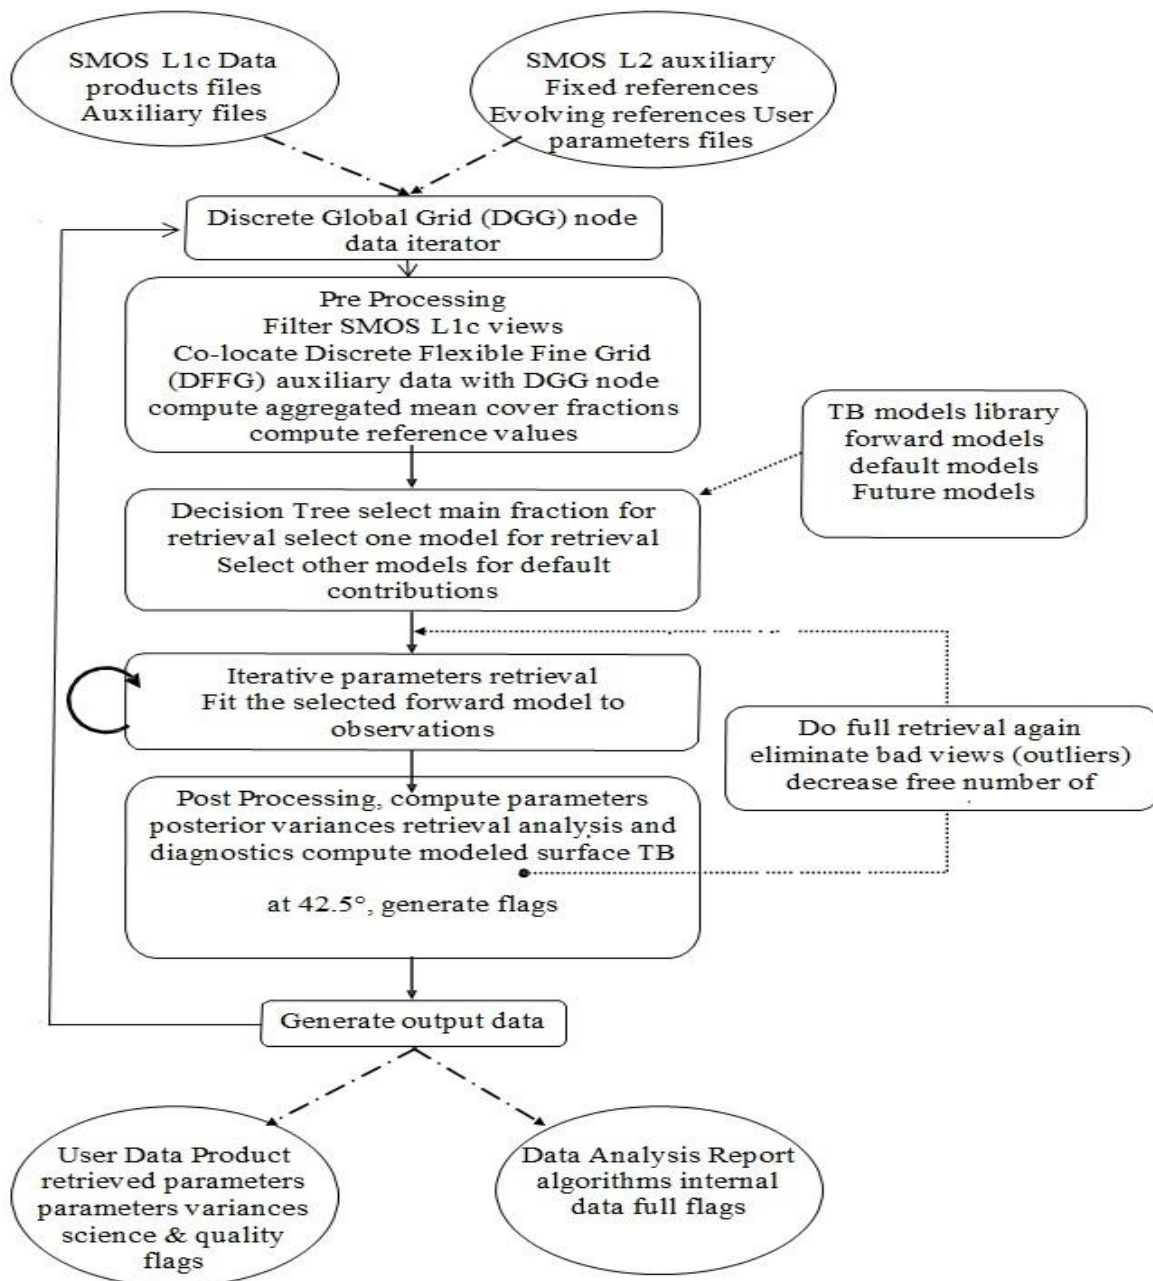 SMOS L1c Data
products files
Auxiliary files
SMOS L2 auxiliary
Fixed references
Evolving references User
parameters files
Discrete Global Grid (DGG) node
data iterator
Pre Processing
Filter SMOS L1c views
Co-locate Discrete Flexible Fine Grid
(DFFG) auxiliary data with DGG node
compute aggregated mean cover fractions
compute reference values
TB models library
forward models
default models
Future models
Decision Tree select main fraction for
retrieval select one model for retrieval
Select other models for default
contributions
Iterative parameters retrieval
Fit the selected forward model to
observations
Do full retrieval again
eliminate bad views (outliers)
decrease free number of
Post Processing, compute parameters
posterior variances retrieval analysis and
diagnostics compute modeled surface TB
at 42.5°, generate flags
Generate output data
User Data Product
retrieved parameters
parameters variances
science & quality
flags
Data Analysis Report
algorithms internal
data full flags